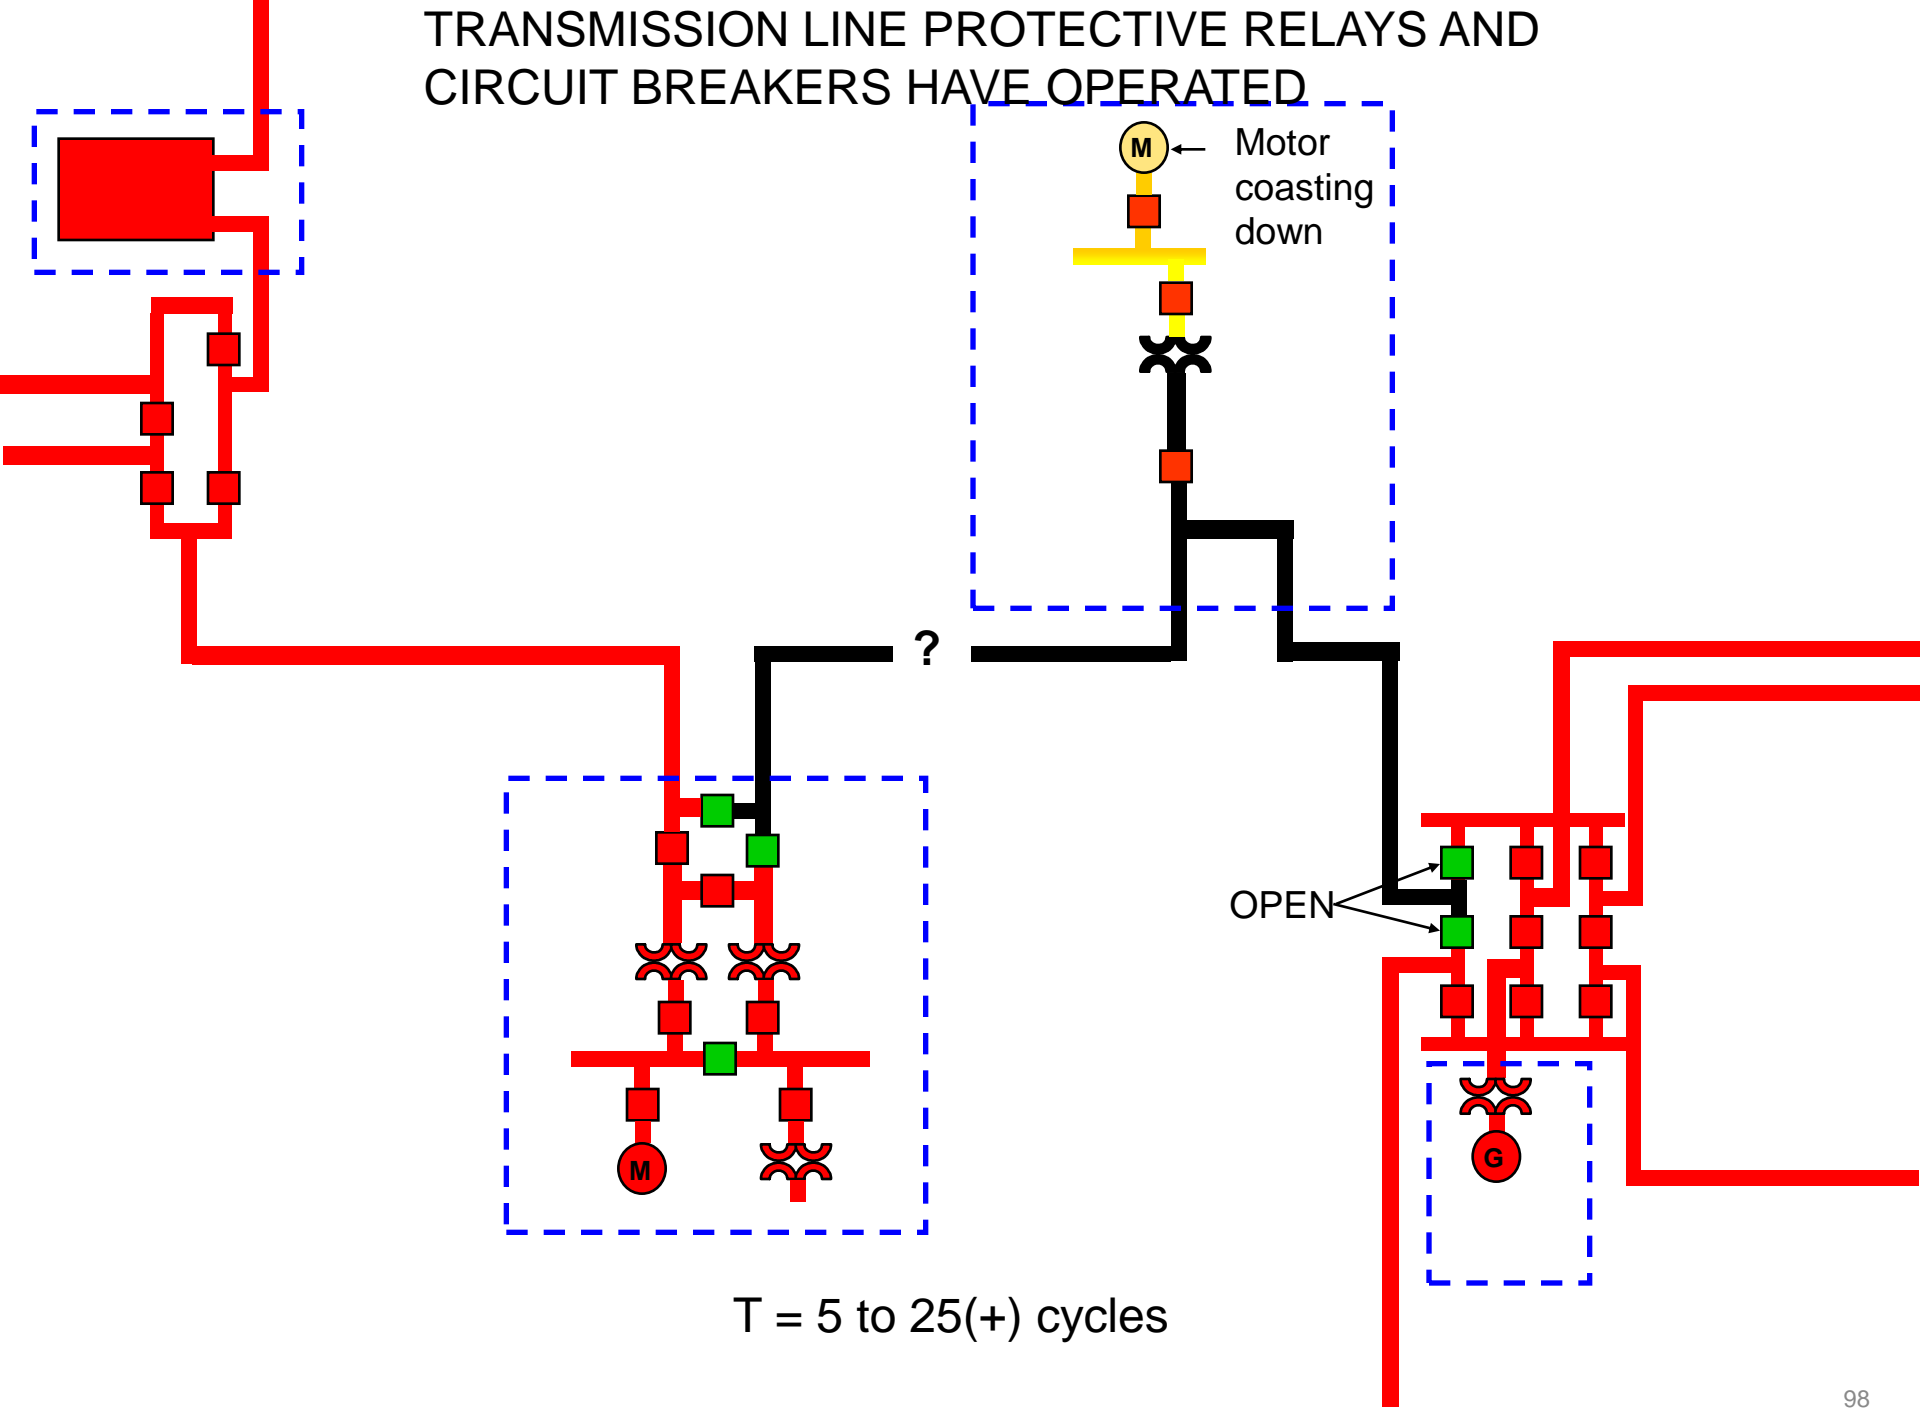 TRANSMISSION LINE PROTECTIVE RELAYS AND
CIRCUIT BREAKERS HAVE OPERATED
M
Motor
coasting
down
?
OPEN
M
G
T = 5 to 25(+) cycles
98